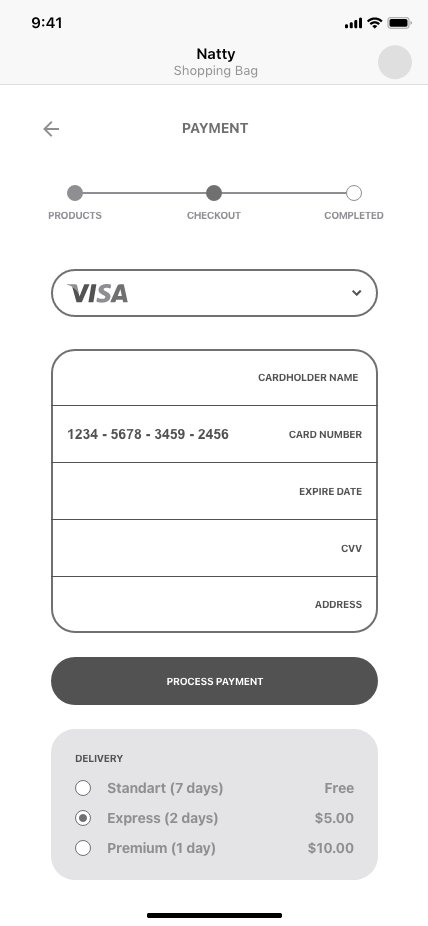 9:41
Natty
Shopping Bag
PAYMENT
PRODUCTS CHECKOUT COMPLETED
VISA
CARDHOLDER NAME
1234 - 5678 - 3459 - 2456 CARD NUMBER
EXPIRE DATE
CVV
ADDRESS
PROCESS PAYMENT
DELIVERY
Standart (7 days) Free
Express (2 days) $5.00
Premium (1 day) $10.00